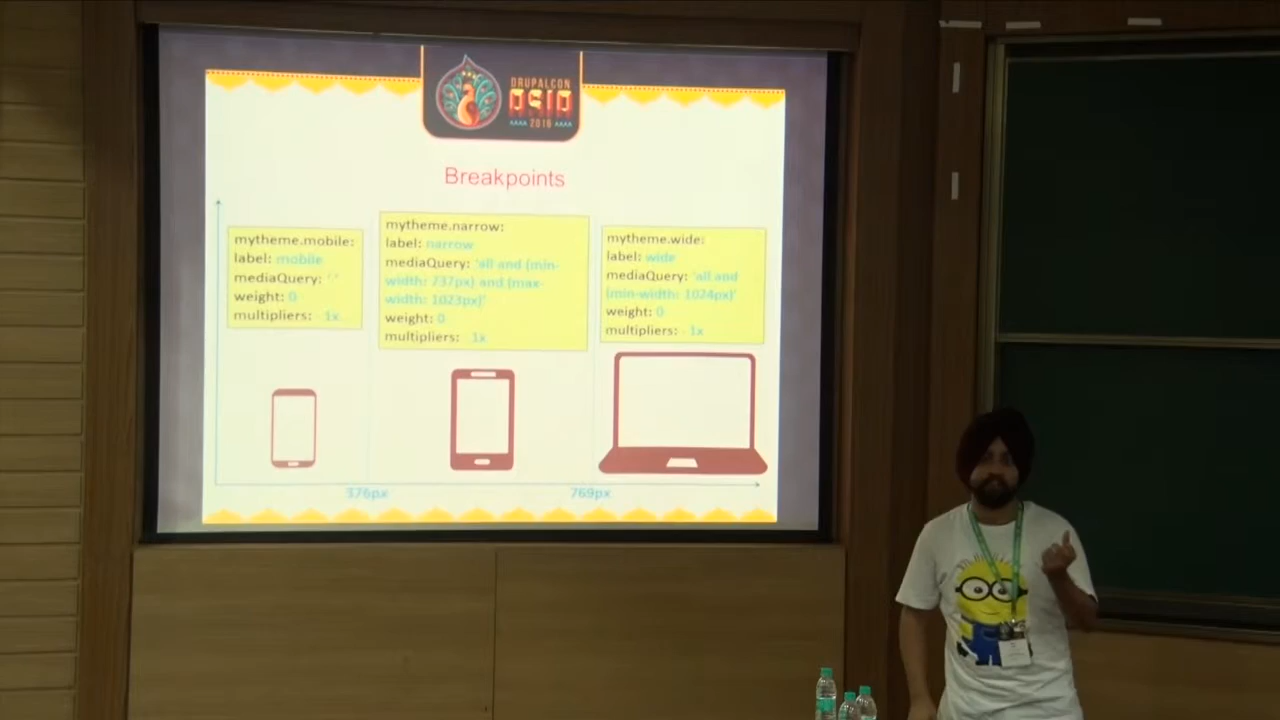 DRUPALCON
ASIA
2016
Breakpoints
mytheme.mobile:
label: mobile
mediaQuery: ' '
weight: 0
multipliers: - 1x
mytheme.narrow:
label: narrow
mediaQuery: 'all and (min-
width: 737px) and (max-
width: 1023px)'
weight: 0
multipliers: - 1x
mytheme.wide:
label: wide
mediaQuery: 'all and
(min-width: 1024px)'
weight: 0
multipliers: - 1x
376px
769px